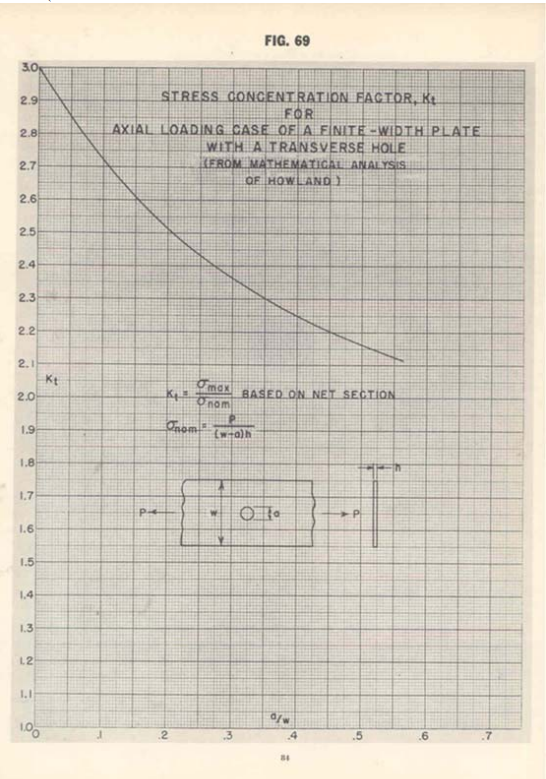 FIG. 69
STRESS CONCENTRATION FACTOR, Kt
FOR
AXIAL LOADING CASE OF A FINITE-WIDTH PLATE
WITH A TRANSVERSE HOLE
(FROM MATHEMATICAL ANALYSIS
OF HOWLAND)
3.0
2.9
2.8
2.7
2.6
2.5
2.4
2.3
2.2
2.1
Kt
2.0
1.9
1.8
1.7
1.6
1.5
1.4
1.3
1.2
1.1
1.0
Kt = σmax/σnom BASED ON NET SECTION
σnom = P/(w-a)h
h
P w a P
0 .1 .2 .3 .4 .5 .6 .7
a/w
84